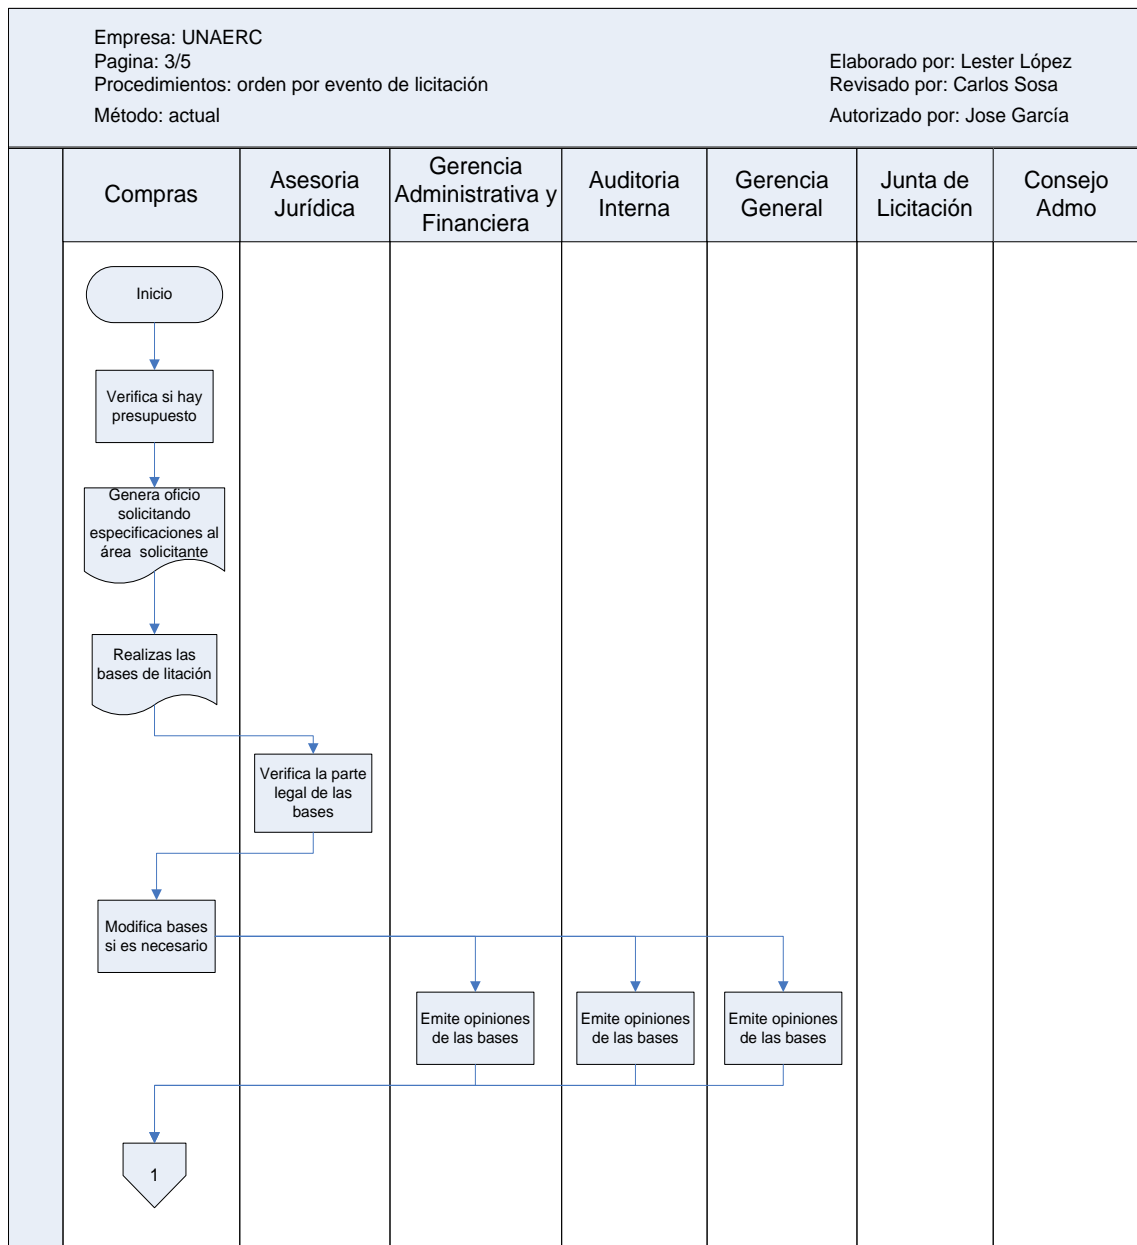 Empresa: UNAERC
Pagina: 3/5
Procedimientos: orden por evento de licitación
Método: actual
Elaborado por: Lester López
Revisado por: Carlos Sosa
Autorizado por: Jose García
Compras
Asesoria
Jurídica
Gerencia
Administrativa y
Financiera
Auditoria
Interna
Gerencia
General
Junta de
Licitación
Consejo
Admo
Inicio
Verifica si hay
presupuesto
Genera oficio
solicitando
especificaciones al
área  solicitante
Realizas las
bases de litación
Verifica la parte
legal de las
bases
Modifica bases
si es necesario
Emite opiniones
de las bases
Emite opiniones
de las bases
Emite opiniones
de las bases
1